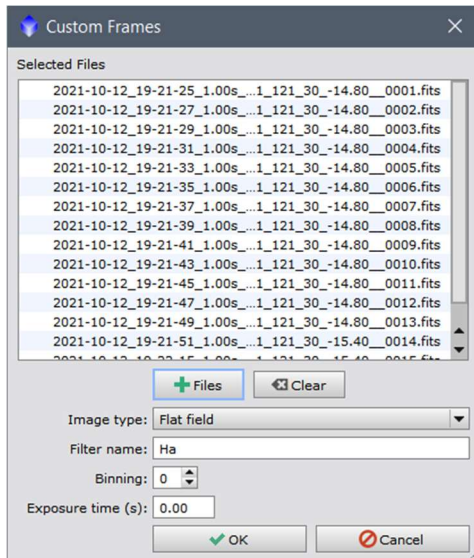 Custom Frames
Selected Files
2021-10-12_19-21-25_1.00s_...1_121_30_-14.80__0001.fits
2021-10-12_19-21-27_1.00s_...1_121_30_-14.80__0002.fits
2021-10-12_19-21-29_1.00s_...1_121_30_-14.80__0003.fits
2021-10-12_19-21-31_1.00s_...1_121_30_-14.80__0004.fits
2021-10-12_19-21-33_1.00s_...1_121_30_-14.80__0005.fits
2021-10-12_19-21-35_1.00s_...1_121_30_-14.80__0006.fits
2021-10-12_19-21-37_1.00s_...1_121_30_-14.80__0007.fits
2021-10-12_19-21-39_1.00s_...1_121_30_-14.80__0008.fits
2021-10-12_19-21-41_1.00s_...1_121_30_-14.80__0009.fits
2021-10-12_19-21-43_1.00s_...1_121_30_-14.80__0010.fits
2021-10-12_19-21-45_1.00s_...1_121_30_-14.80__0011.fits
2021-10-12_19-21-47_1.00s_...1_121_30_-14.80__0012.fits
2021-10-12_19-21-49_1.00s_...1_121_30_-14.80__0013.fits
2021-10-12_19-21-51_1.00s_...1_121_30_-15.40__0014.fits
Files Clear
Image type: Flat field
Filter name: Ha
Binning: 0
Exposure time (s): 0.00
OK Cancel